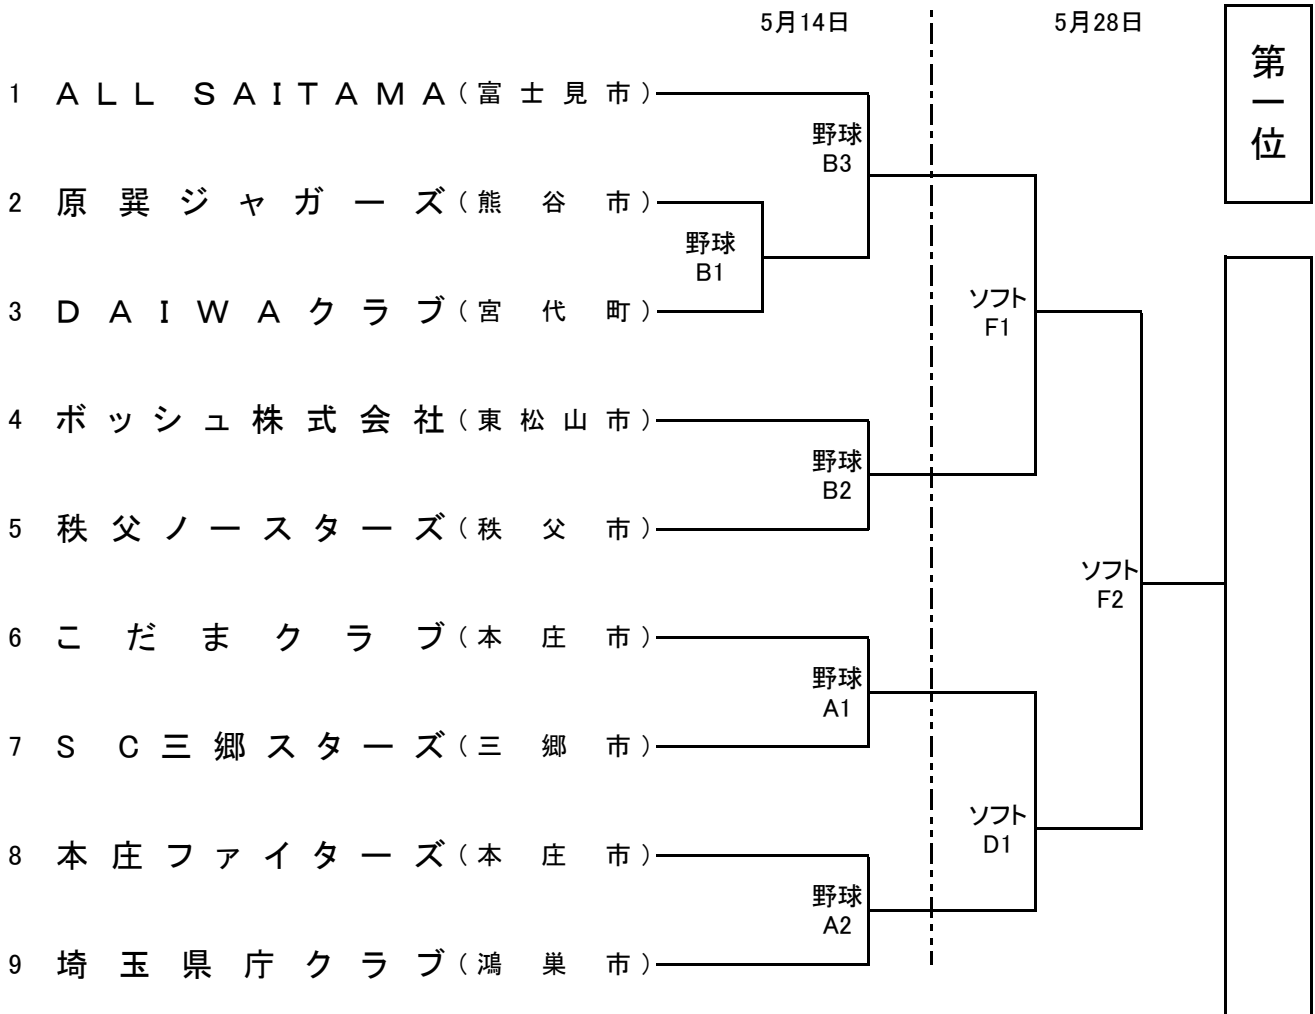 5月14日
5月28日
第一位
1 ALL SAITAMA(富士見市)
野球
B3
2 原巽ジャガーズ(熊谷市)
野球
B1
3 DAIWAクラブ(宮代町)
ソフト
F1
4 ボッシュ株式会社(東松山市)
野球
B2
5 秩父ノースターズ(秩父市)
ソフト
F2
6 こだまクラブ(本庄市)
野球
A1
7 SC三郷スターズ(三郷市)
ソフト
D1
8 本庄ファイターズ(本庄市)
野球
A2
9 埼玉県庁クラブ(鴻巣市)